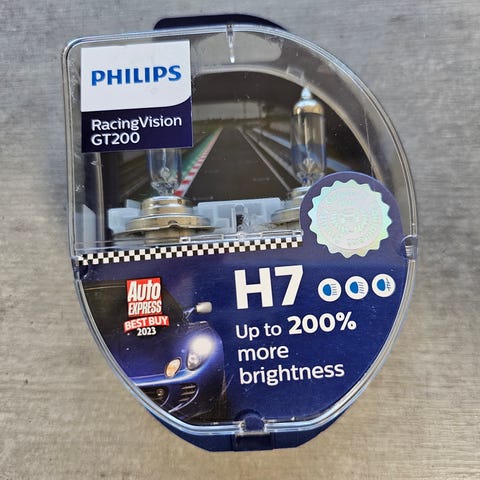 PHILIPS
RacingVision
GT200
Auto
EXPRESS
BEST BUY
2023
H7
Up to 200%
more
brightness